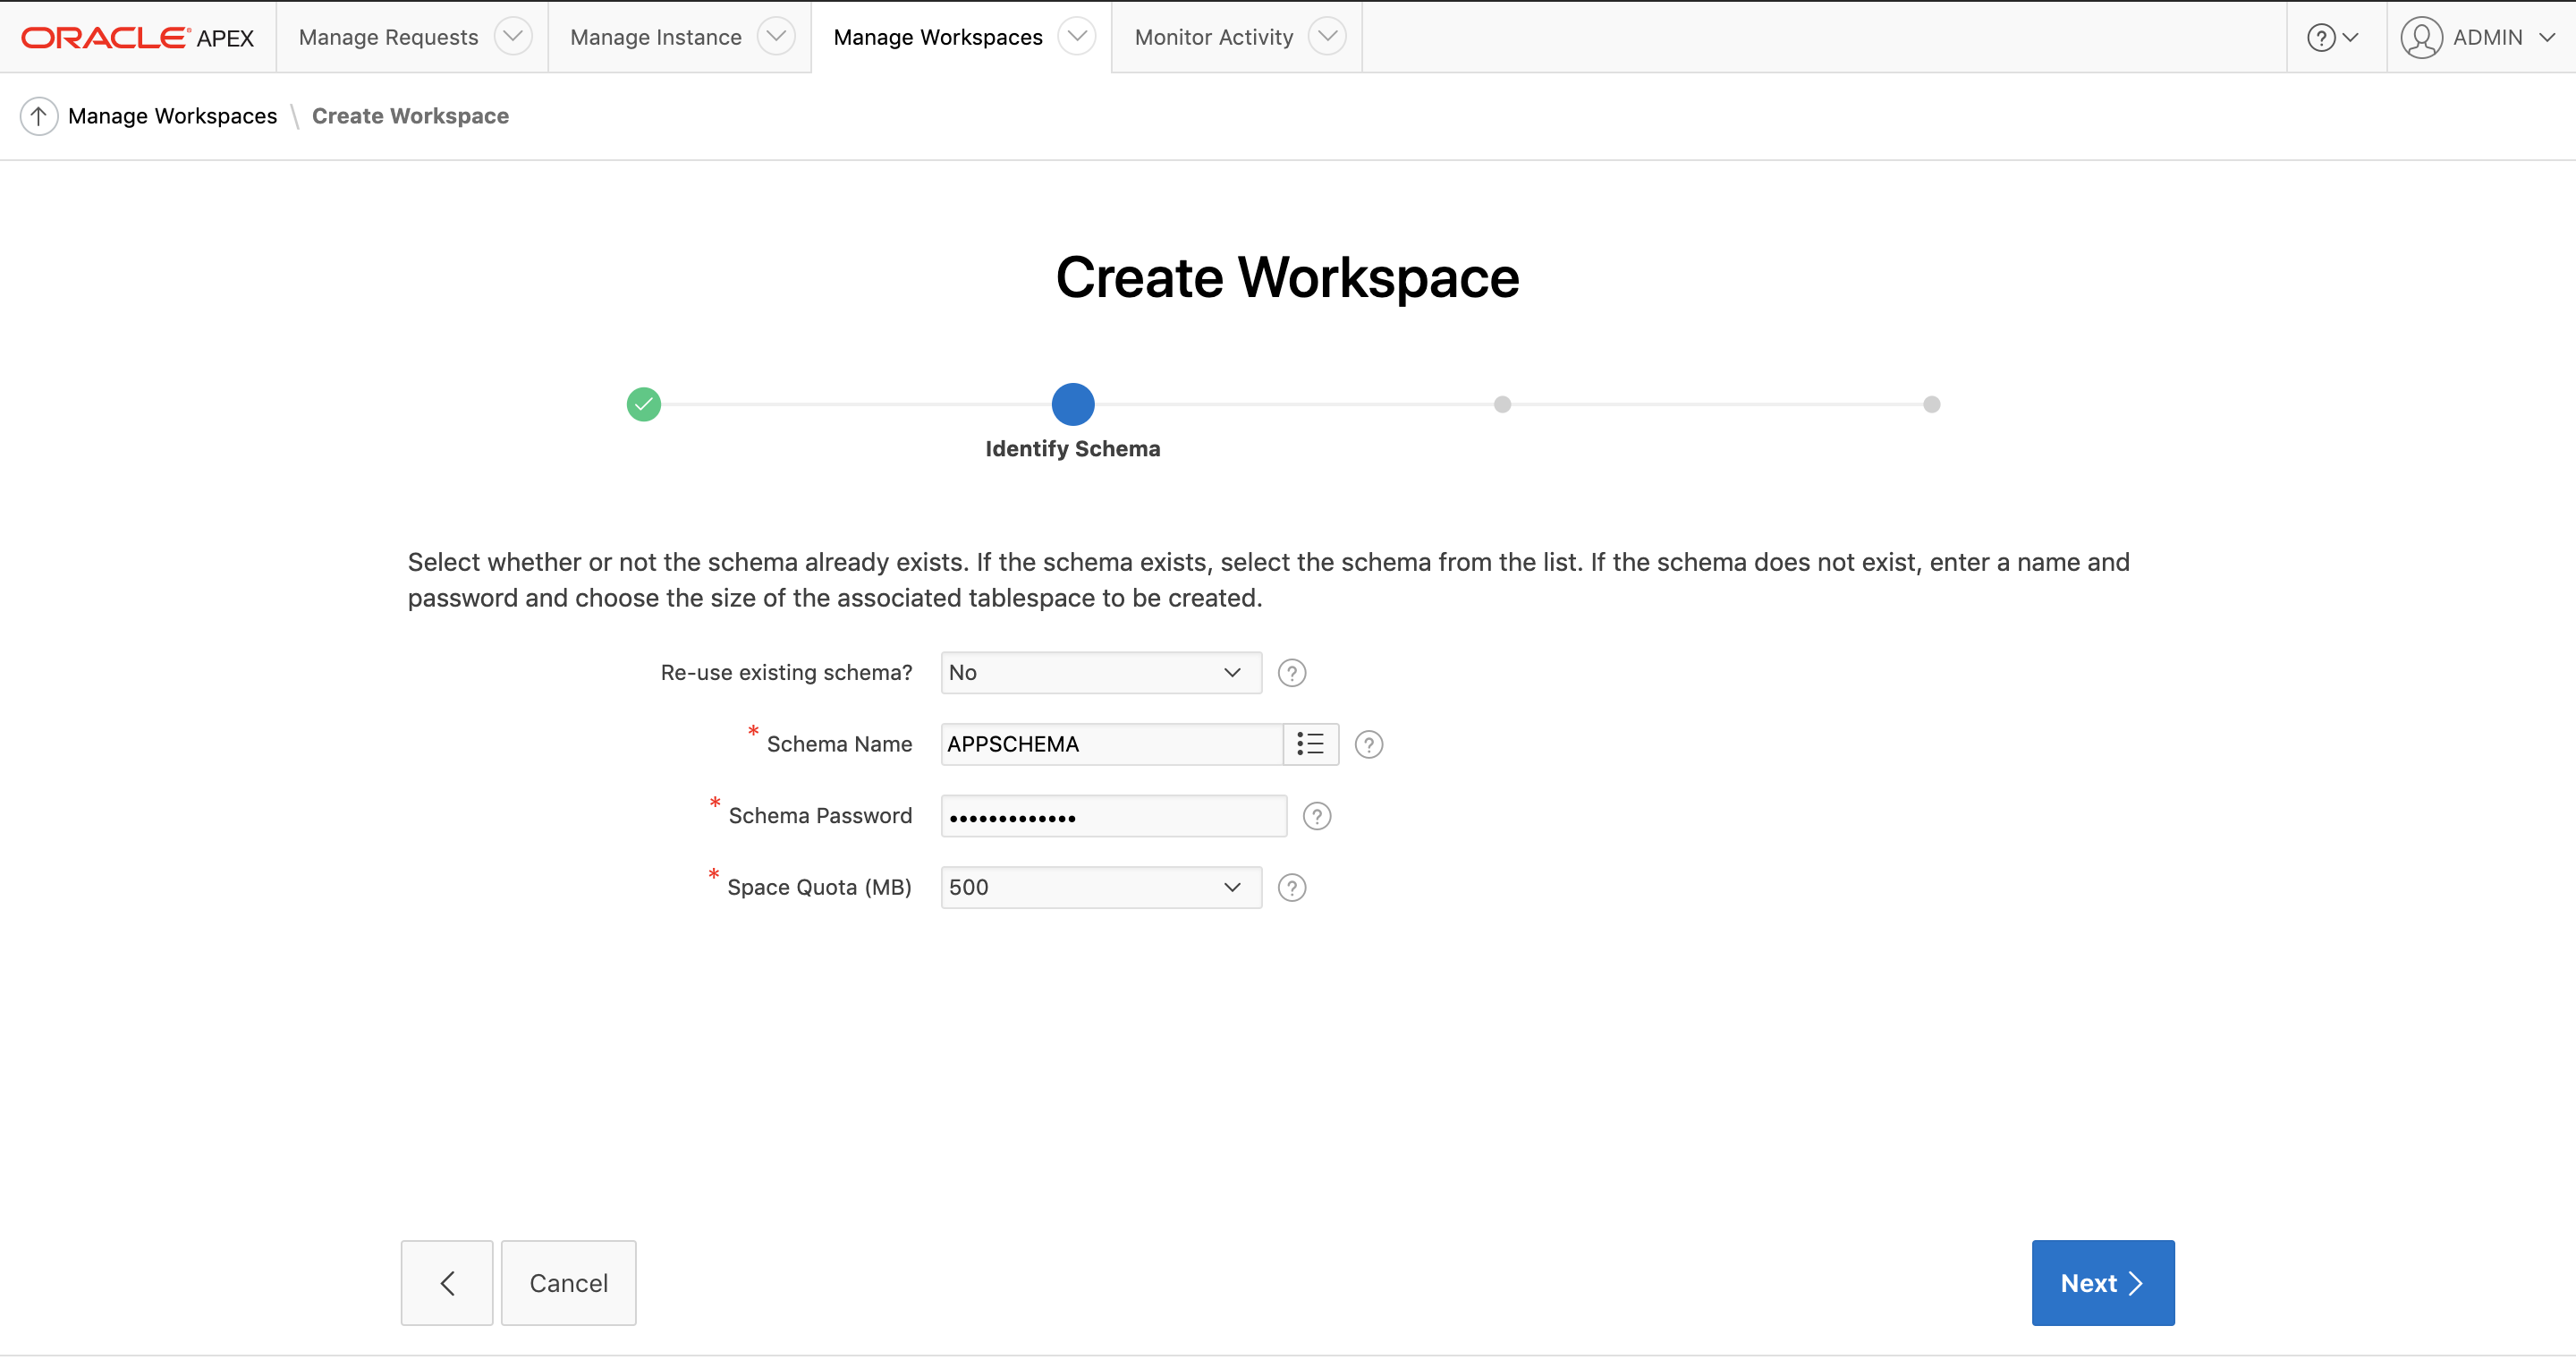 ORACLE APEX Manage Requests Manage Instance Manage Workspaces Monitor Activity ? ADMIN
Manage Workspaces \ Create Workspace
Create Workspace
Identify Schema
Select whether or not the schema already exists. If the schema exists, select the schema from the list. If the schema does not exist, enter a name and
password and choose the size of the associated tablespace to be created.
Re-use existing schema? No ?
* Schema Name APPSCHEMA ?
* Schema Password ••••••••••••• ?
* Space Quota (MB) 500 ?
Cancel Next